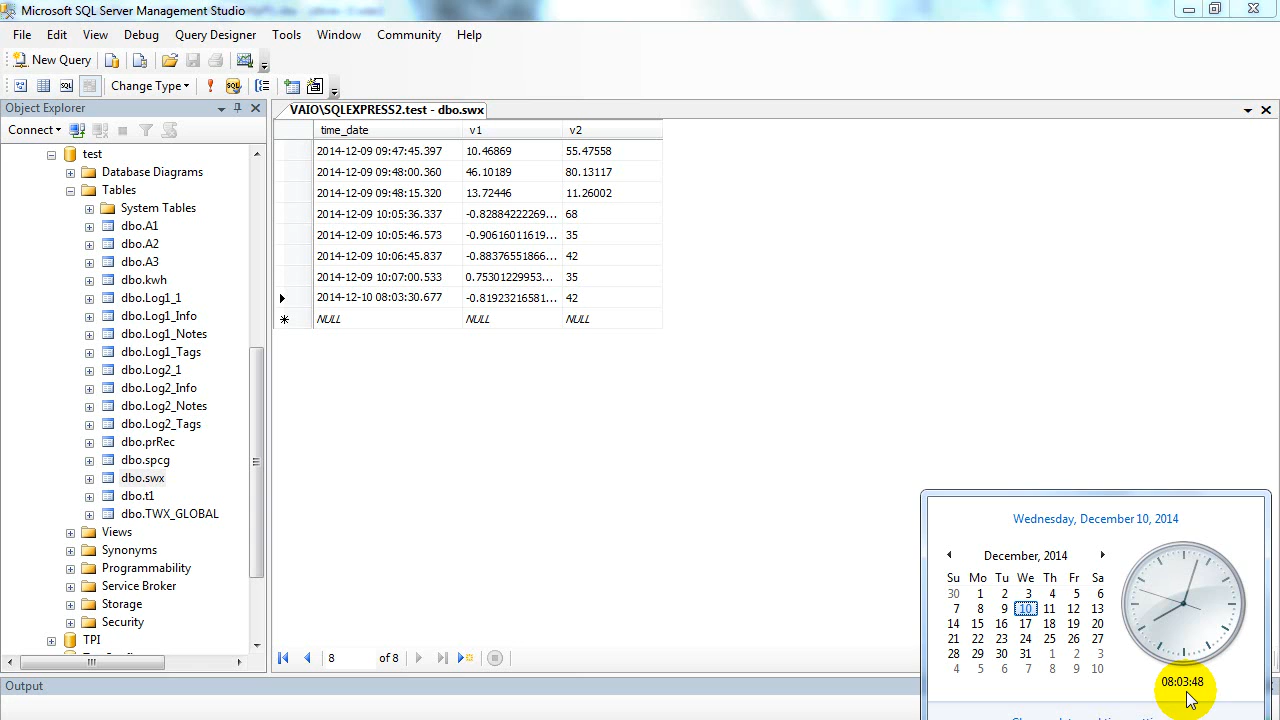 Microsoft SQL Server Management Studio
File Edit View Debug Query Designer Tools Window Community Help
New Query
Change Type
Object Explorer
VAIO\SQLEXPRESS2.test - dbo.swx
Connect
test
Database Diagrams
Tables
System Tables
dbo.A1
dbo.A2
dbo.A3
dbo.kwh
dbo.Log1_1
dbo.Log1_Info
dbo.Log1_Notes
dbo.Log1_Tags
dbo.Log2_1
dbo.Log2_Info
dbo.Log2_Notes
dbo.Log2_Tags
dbo.prRec
dbo.spcg
dbo.swx
dbo.t1
dbo.TWX_GLOBAL
Views
Synonyms
Programmability
Service Broker
Storage
Security
TPI
time_date v1 v2
2014-12-09 09:47:45.397 10.46869 55.47558
2014-12-09 09:48:00.360 46.10189 80.13117
2014-12-09 09:48:15.320 13.72446 11.26002
2014-12-09 10:05:36.337 -0.82884222269... 68
2014-12-09 10:05:46.573 -0.90616011619... 35
2014-12-09 10:06:45.837 -0.88376551866... 42
2014-12-09 10:07:00.533 0.75301229953... 35
2014-12-10 08:03:30.677 -0.81923216581... 42
NULL NULL NULL
8 of 8
Output
Wednesday, December 10, 2014
December, 2014
Su Mo Tu We Th Fr Sa
30 1 2 3 4 5 6
7 8 9 10 11 12 13
14 15 16 17 18 19 20
21 22 23 24 25 26 27
28 29 30 31 1 2 3
4 5 6 7 8 9 10
08:03:48